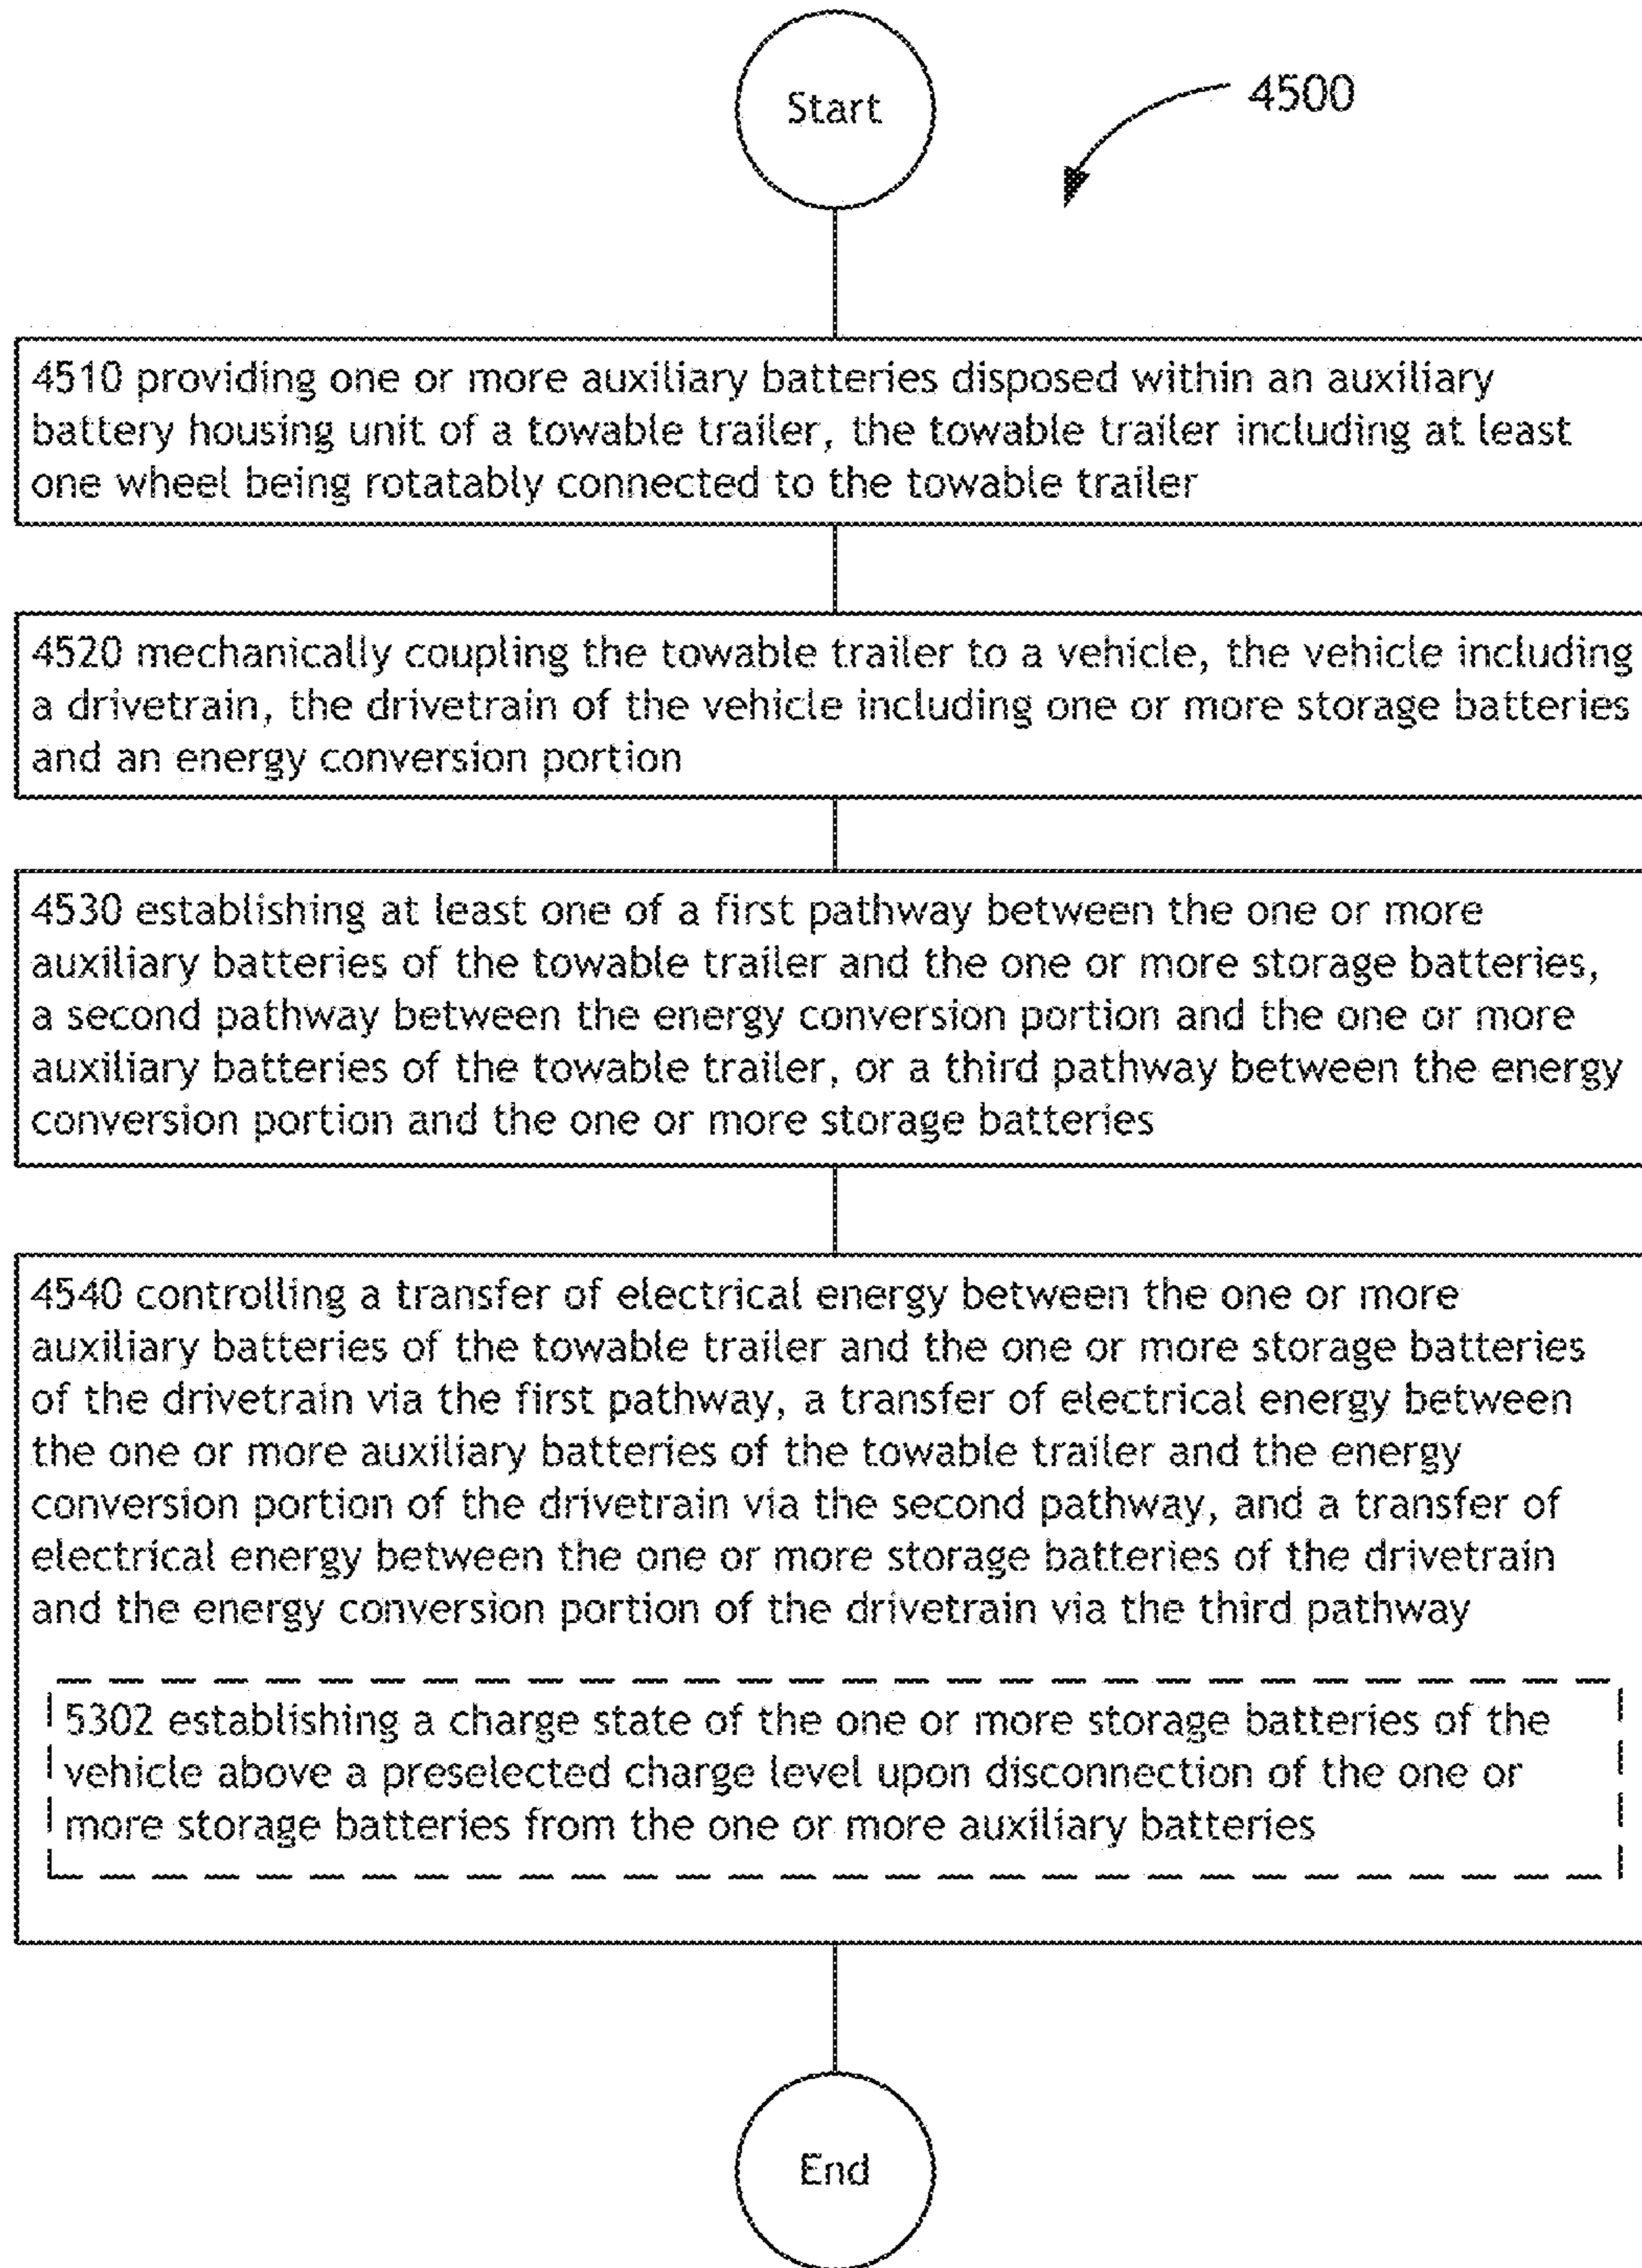 Start
4500
4510 providing one or more auxiliary batteries disposed within an auxiliary
battery housing unit of a towable trailer, the towable trailer including at least
one wheel being rotatably connected to the towable trailer
4520 mechanically coupling the towable trailer to a vehicle, the vehicle including
a drivetrain, the drivetrain of the vehicle including one or more storage batteries
and an energy conversion portion
4530 establishing at least one of a first pathway between the one or more
auxiliary batteries of the towable trailer and the one or more storage batteries,
a second pathway between the energy conversion portion and the one or more
auxiliary batteries of the towable trailer, or a third pathway between the energy
conversion portion and the one or more storage batteries
4540 controlling a transfer of electrical energy between the one or more
auxiliary batteries of the towable trailer and the one or more storage batteries
of the drivetrain via the first pathway, a transfer of electrical energy between
the one or more auxiliary batteries of the towable trailer and the energy
conversion portion of the drivetrain via the second pathway, and a transfer of
electrical energy between the one or more storage batteries of the drivetrain
and the energy conversion portion of the drivetrain via the third pathway
5302 establishing a charge state of the one or more storage batteries of the
vehicle above a preselected charge level upon disconnection of the one or
more storage batteries from the one or more auxiliary batteries
End